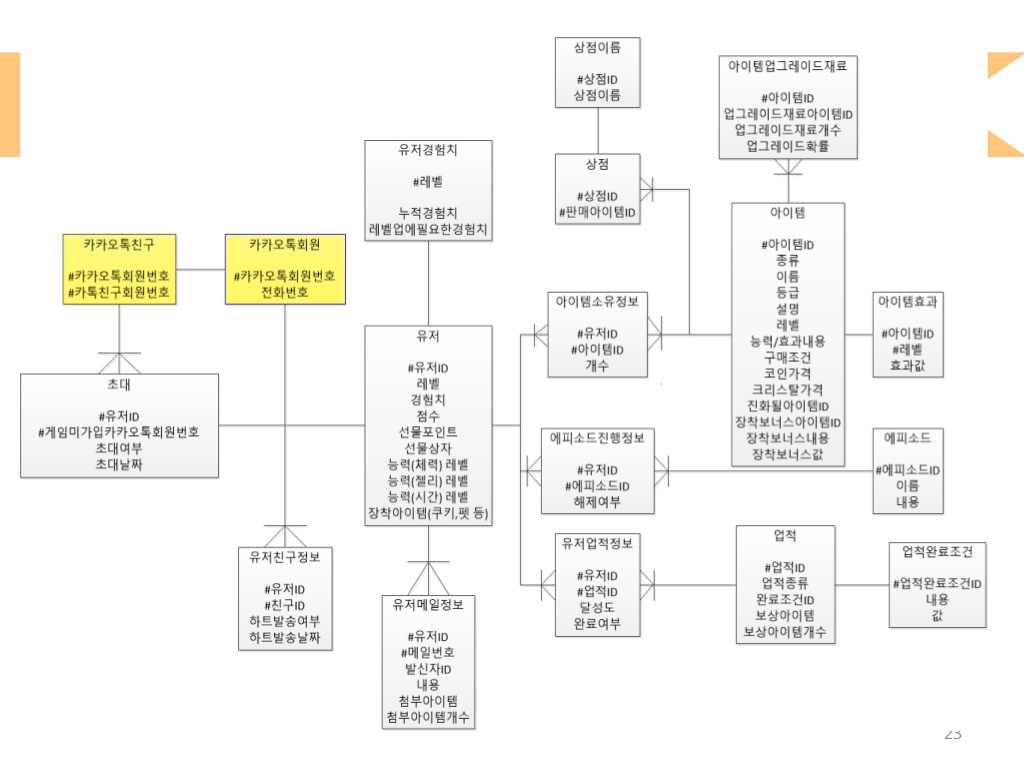 상점이름
#상점ID
상점이름
아이템업그레이드재료
#아이템ID
업그레이드재료아이템ID
업그레이드재료개수
업그레이드확률
유저경험치
#레벨
누적경험치
레벨업에필요한경험치
상점
#상점ID
#판매아이템ID
아이템
#아이템ID
종류
이름
등급
설명
레벨
능력/효과내용
구매조건
코인가격
크리스탈가격
진화될아이템ID
장착보너스아이템ID
장착보너스내용
장착보너스값
카카오톡친구
#카카오톡회원번호
#카톡친구회원번호
카카오톡회원
#카카오톡회원번호
전화번호
아이템소유정보
#유저ID
#아이템ID
개수
아이템효과
#아이템ID
#레벨
효과값
유저
#유저ID
레벨
경험치
점수
선물포인트
선물상자
능력(체력) 레벨
능력(젤리) 레벨
능력(시간) 레벨
장착아이템(쿠키,펫 등)
초대
#유저ID
#게임미가입카카오톡회원번호
초대여부
초대날짜
에피소드진행정보
#유저ID
#에피소드ID
해제여부
에피소드
#에피소드ID
이름
내용
유저친구정보
#유저ID
#친구ID
하트발송여부
하트발송날짜
유저메일정보
#유저ID
#메일번호
발신자ID
내용
첨부아이템
첨부아이템개수
유저업적정보
#유저ID
#업적ID
달성도
완료여부
업적
#업적ID
업적종류
완료조건ID
보상아이템
보상아이템개수
업적완료조건
#업적완료조건ID
내용
값
23